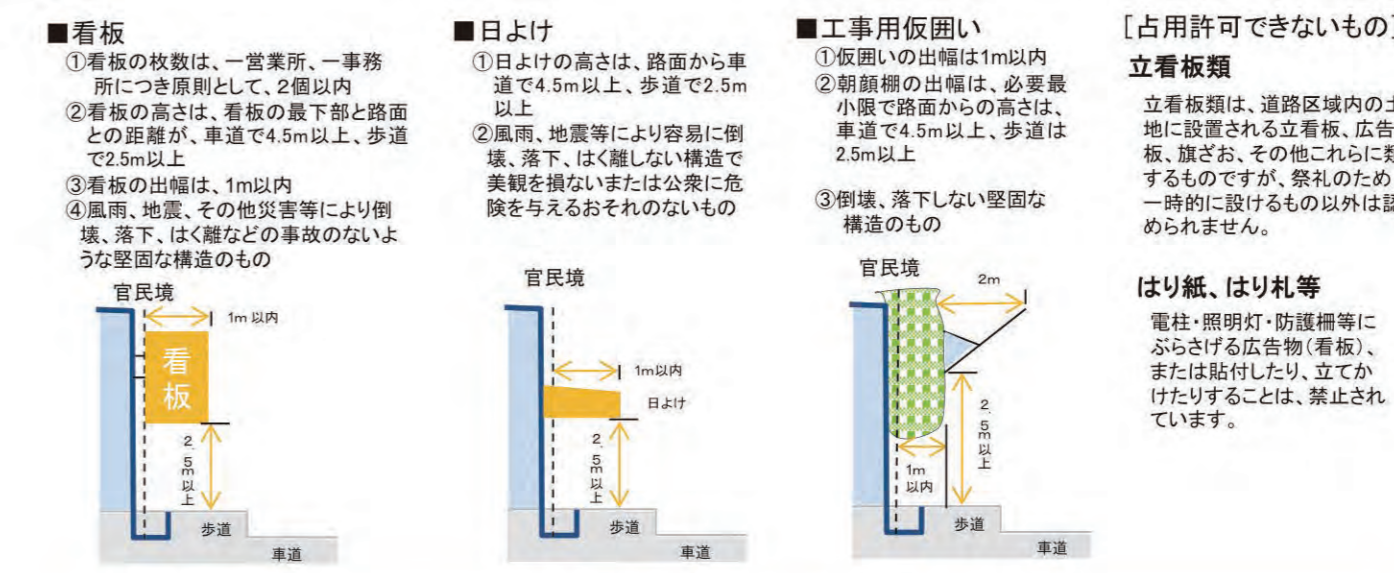 ■看板
①看板の枚数は、一営業所、一事務
所につき原則として、2個以内
②看板の高さは、看板の最下部と路面
との距離が、車道で4.5m以上、歩道
で2.5m以上
③看板の出幅は、1m以内
④風雨、地震、その他災害等により倒
壊、落下、はく離などの事故のないよ
うな堅固な構造のもの
官民境
1m 以内
看板
2.5m以上
歩道
車道
■日よけ
①日よけの高さは、路面から車
道で4.5m以上、歩道で2.5m
以上
②風雨、地震等により容易に倒
壊、落下、はく離しない構造で
美観を損ないまたは公衆に危
険を与えるおそれのないもの
官民境
1m以内
日よけ
2.5m以上
歩道
車道
■工事用仮囲い
①仮囲いの出幅は1m以内
②朝顔棚の出幅は、必要最
小限で路面からの高さは、
車道で4.5m以上、歩道は
2.5m以上
③倒壊、落下しない堅固な
構造のもの
官民境
2m
2.5m以上
1m
以内
歩道
車道
[占用許可できないもの]
立看板類
立看板類は、道路区域内の土
地に設置される立看板、広告
板、旗ざお、その他これらに類
するものですが、祭礼のため
一時的に設けるもの以外は認
められません。
はり紙、はり札等
電柱・照明灯・防護柵等に
ぶらさげる広告物(看板)、
または貼付したり、立てか
けたりすることは、禁止され
ています。